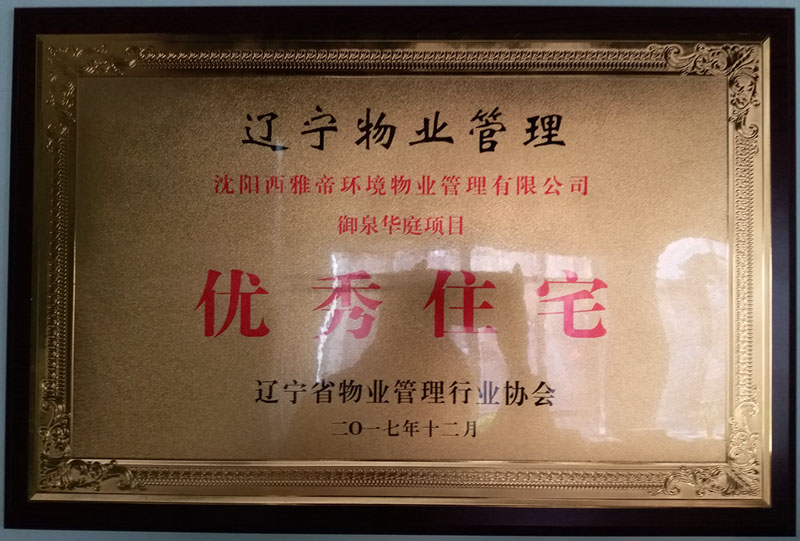 辽宁物业管理
沈阳西雅帝环境物业管理有限公司
御泉华庭项目
优秀住宅
辽宁省物业管理行业协会
二〇一七年十二月